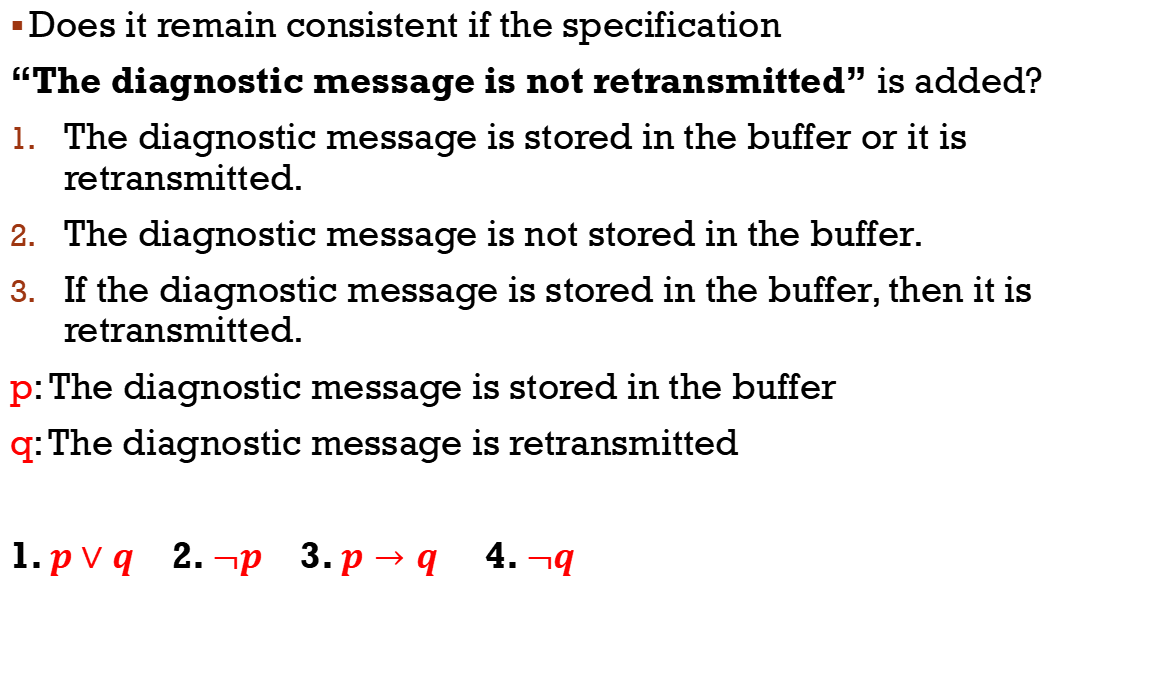 ▪Does it remain consistent if the specification
“The diagnostic message is not retransmitted” is added?
1. The diagnostic message is stored in the buffer or it is
retransmitted.
2. The diagnostic message is not stored in the buffer.
3. If the diagnostic message is stored in the buffer, then it is
retransmitted.
p: The diagnostic message is stored in the buffer
q: The diagnostic message is retransmitted
1. p ∨ q 2. ¬p 3. p → q 4. ¬q